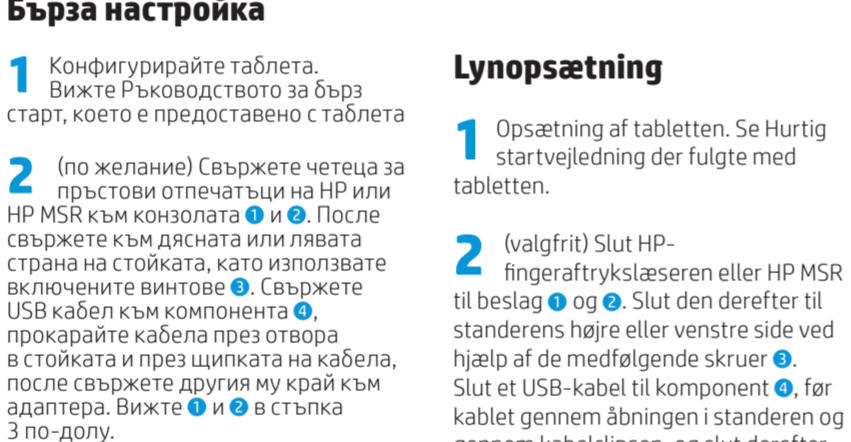 Бърза настройка
1 Конфигурирайте таблета.
Вижте Ръководството за бърз
старт, което е предоставено с таблета
2 (по желание) Свържете четеца за
пръстови отпечатъци на HP или
HP MSR към конзолата 1 и 2. После
свържете към дясната или лявата
страна на стойката, като използвате
включените винтове 3. Свържете
USB кабел към компонента 4,
прокарайте кабела през отвора
в стойката и през щипката на кабела,
после свържете другия му край към
адаптера. Вижте 1 и 2 в стъпка
3 по-долу.
Lynopsætning
1 Opsætning af tabletten. Se Hurtig
startvejledning der fulgte med
tabletten.
2 (valgfrit) Slut HP-
fingeraftrykslæseren eller HP MSR
til beslag 1 og 2. Slut den derefter til
standerens højre eller venstre side ved
hjælp af de medfølgende skruer 3.
Slut et USB-kabel til komponent 4, før
kablet gennem åbningen i standeren og
gennem kabelclipsen, og slut derefter